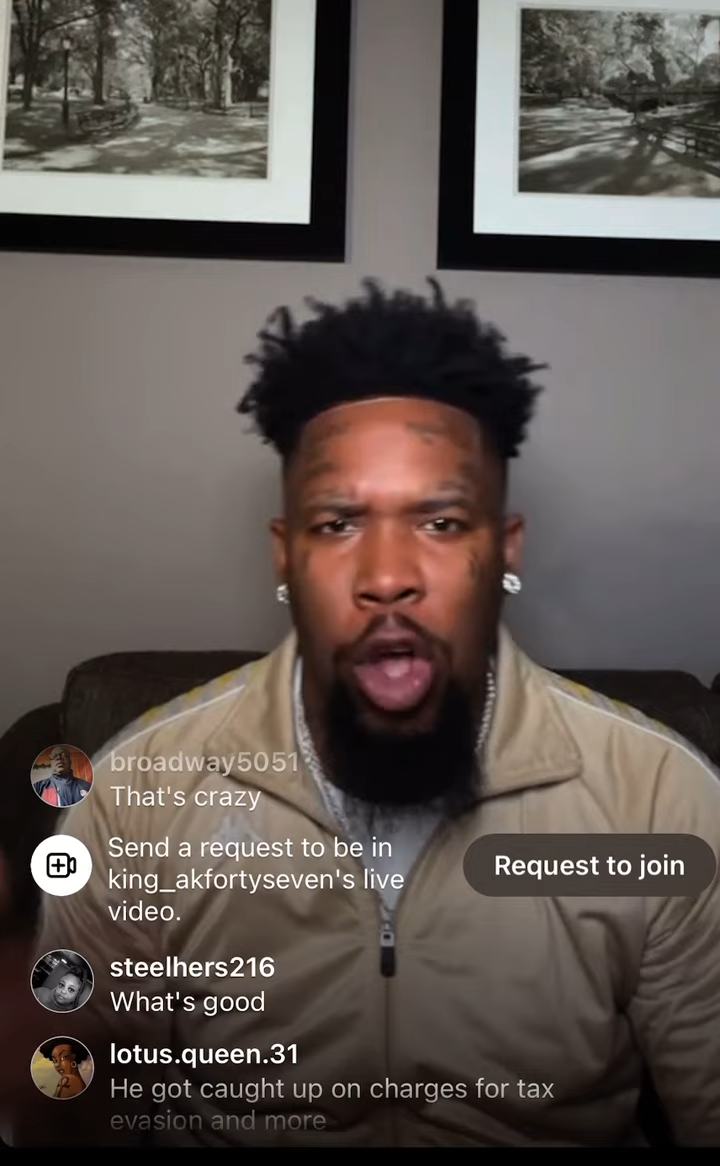 broadway5051
That's crazy
Send a request to be in
king_akfortyseven's live
video.
Request to join
steelhers216
What's good
lotus.queen.31
He got caught up on charges for tax
evasion and more